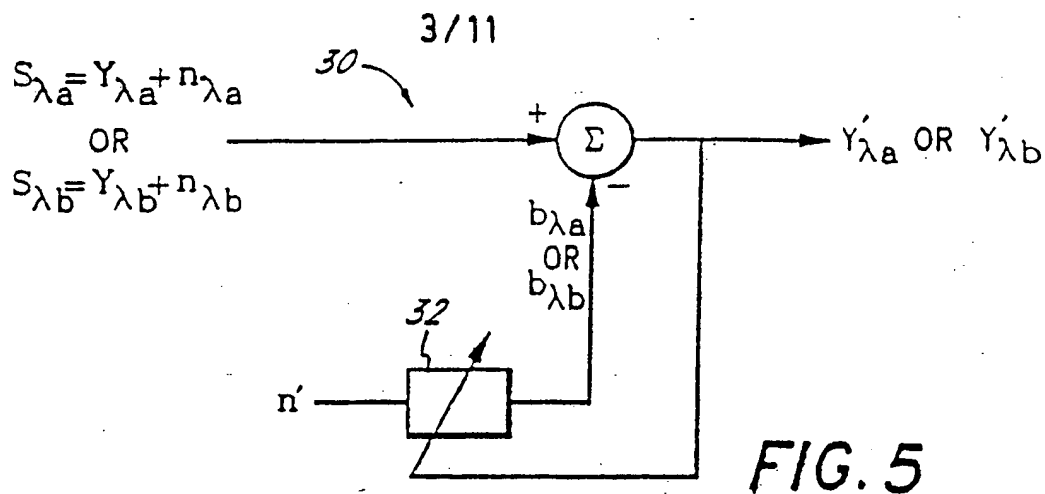 3/11
30
S_λa = Y_λa + n_λa
OR
S_λb = Y_λb + n_λb
+
Σ
−
Y′_λa OR Y′_λb
b_λa
OR
b_λb
32
n′
FIG. 5